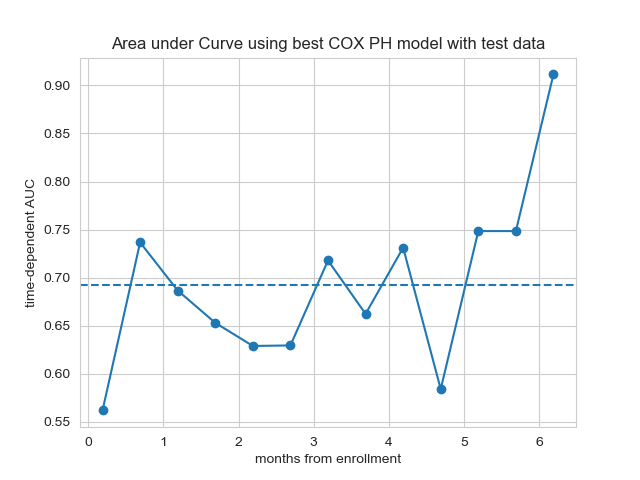 Area under Curve using best COX PH model with test data
time-dependent AUC
0.90
0.85
0.80
0.75
0.70
0.65
0.60
0.55
0 1 2 3 4 5 6
months from enrollment